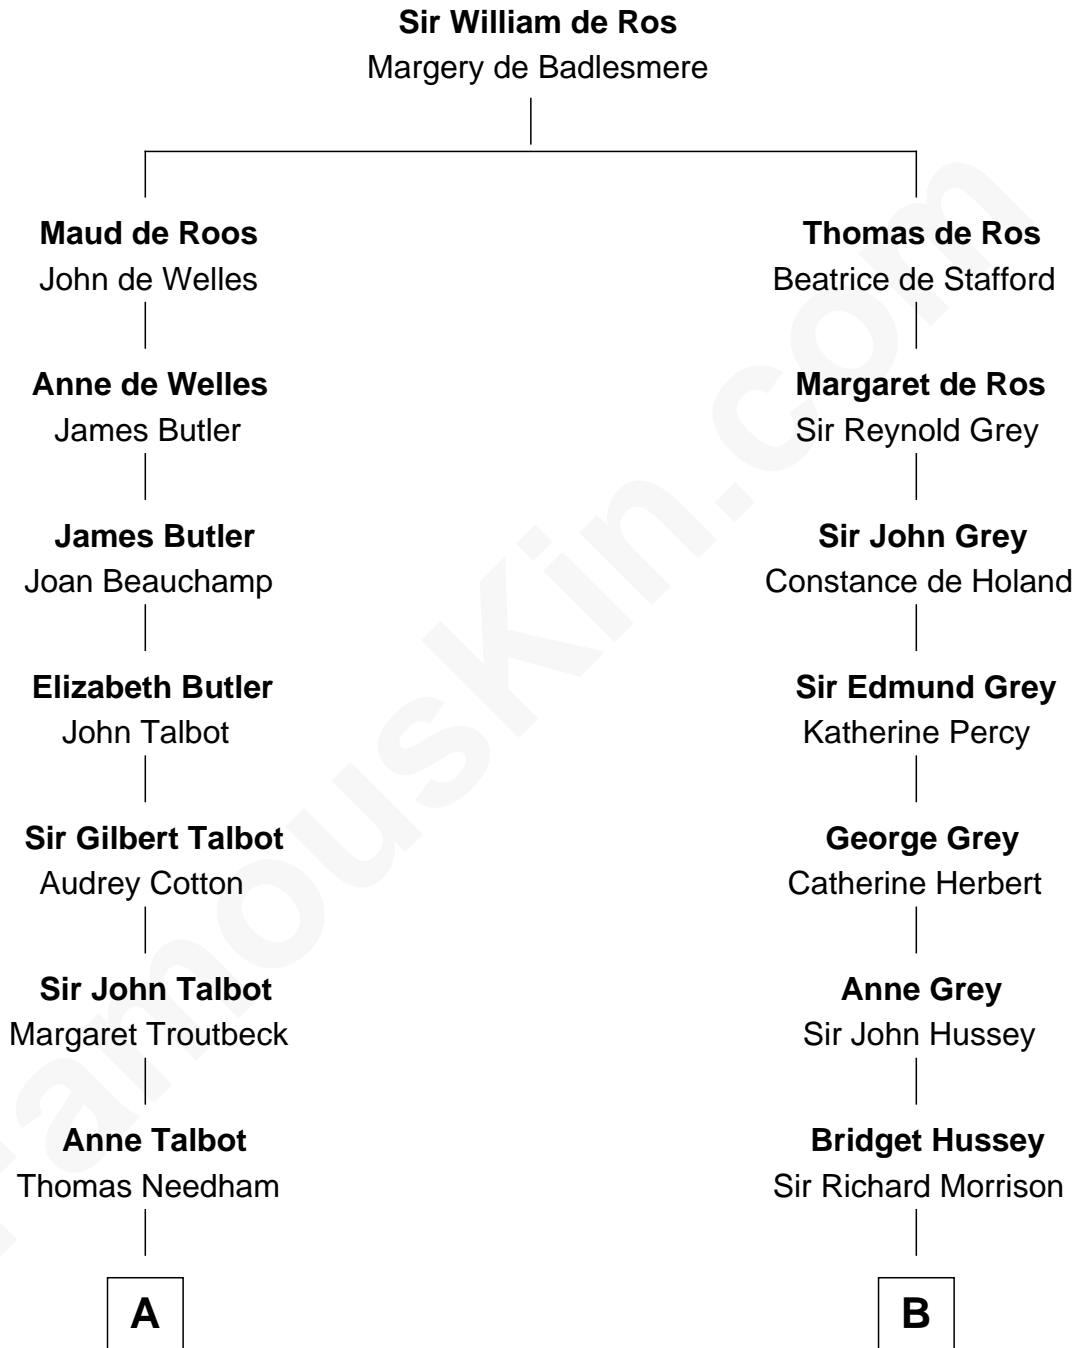 Sir William de Ros
Margery de Badlesmere
Maud de Roos
John de Welles
Thomas de Ros
Beatrice de Stafford
Anne de Welles
James Butler
Margaret de Ros
Sir Reynold Grey
James Butler
Joan Beauchamp
Sir John Grey
Constance de Holand
Elizabeth Butler
John Talbot
Sir Edmund Grey
Katherine Percy
Sir Gilbert Talbot
Audrey Cotton
George Grey
Catherine Herbert
Sir John Talbot
Margaret Troutbeck
Anne Grey
Sir John Hussey
Anne Talbot
Thomas Needham
Bridget Hussey
Sir Richard Morrison
A
B
FamousKin.com